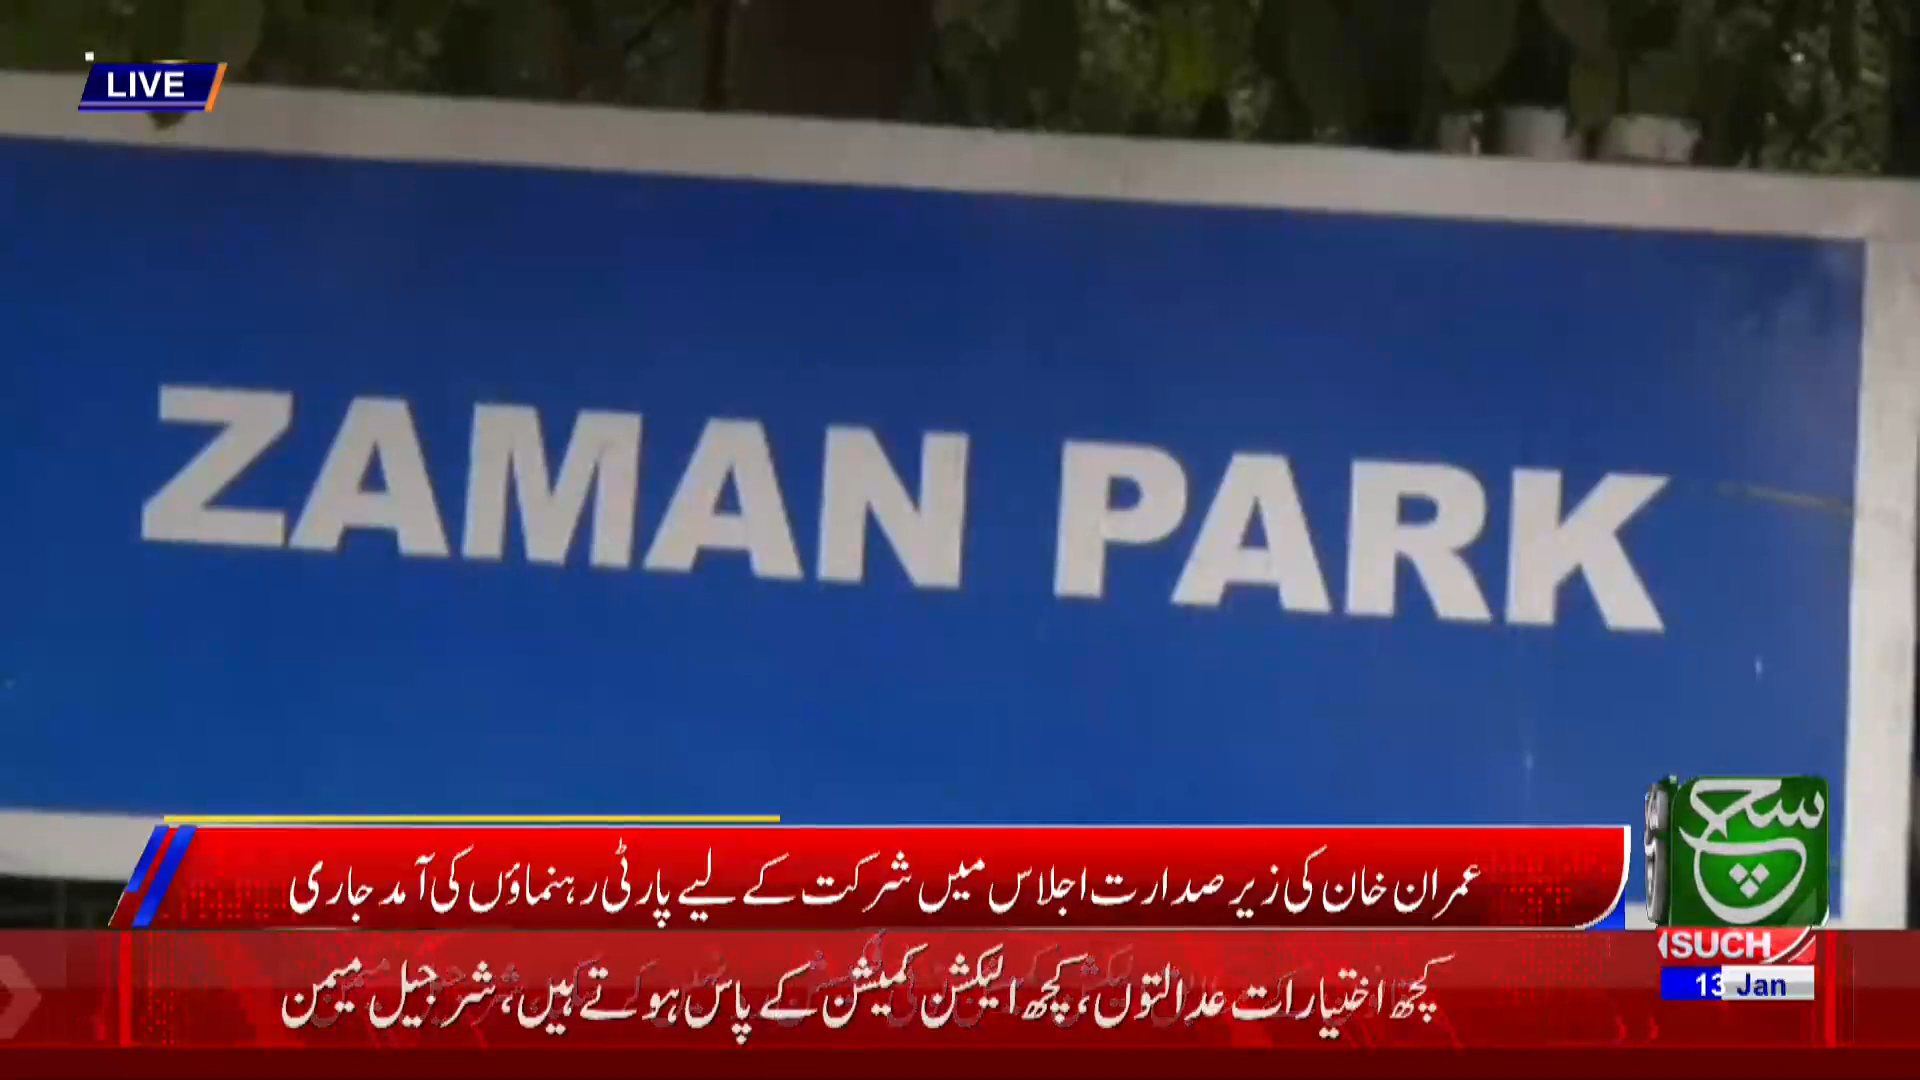 LIVE
ZAMAN PARK
عمران خان کی زیر صدارت اجلاس میں شرکت کے لیے پارٹی رہنماؤں کی آمد جاری
کچھ اختیارات عدالتوں، کچھ الیکشن کمیشن کے پاس ہوتے ہیں، شرجیل میمن
سچ
SUCH
13 Jan